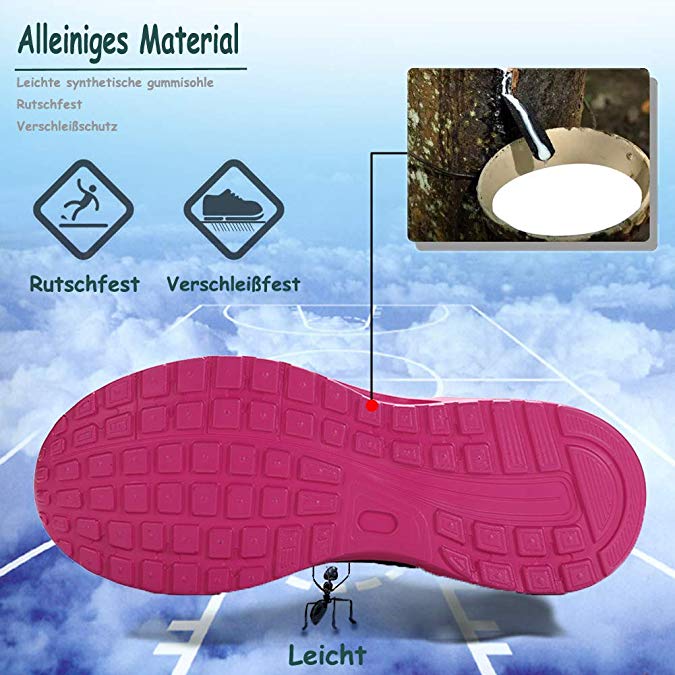 Alleiniges Material
Leichte synthetische gummisohle
Rutschfest
Verschleißschutz
Rutschfest
Verschleißfest
Leicht